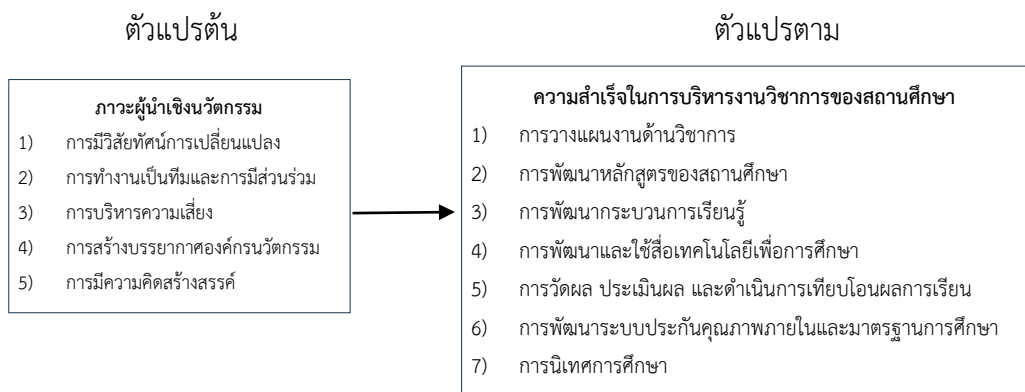 ตัวแปรต้น
ตัวแปรตาม
ภาวะผู้นำเชิงนวัตกรรม
1) การมีวิสัยทัศน์การเปลี่ยนแปลง
2) การทำงานเป็นทีมและการมีส่วนร่วม
3) การบริหารความเสี่ยง
4) การสร้างบรรยากาศองค์กรนวัตกรรม
5) การมีความคิดสร้างสรรค์
ความสำเร็จในการบริหารงานวิชาการของสถานศึกษา
1) การวางแผนงานด้านวิชาการ
2) การพัฒนาหลักสูตรของสถานศึกษา
3) การพัฒนากระบวนการเรียนรู้
4) การพัฒนาและใช้สื่อเทคโนโลยีเพื่อการศึกษา
5) การวัดผล ประเมินผล และดำเนินการเทียบโอนผลการเรียน
6) การพัฒนาระบบประกันคุณภาพภายในและมาตรฐานการศึกษา
7) การนิเทศการศึกษา